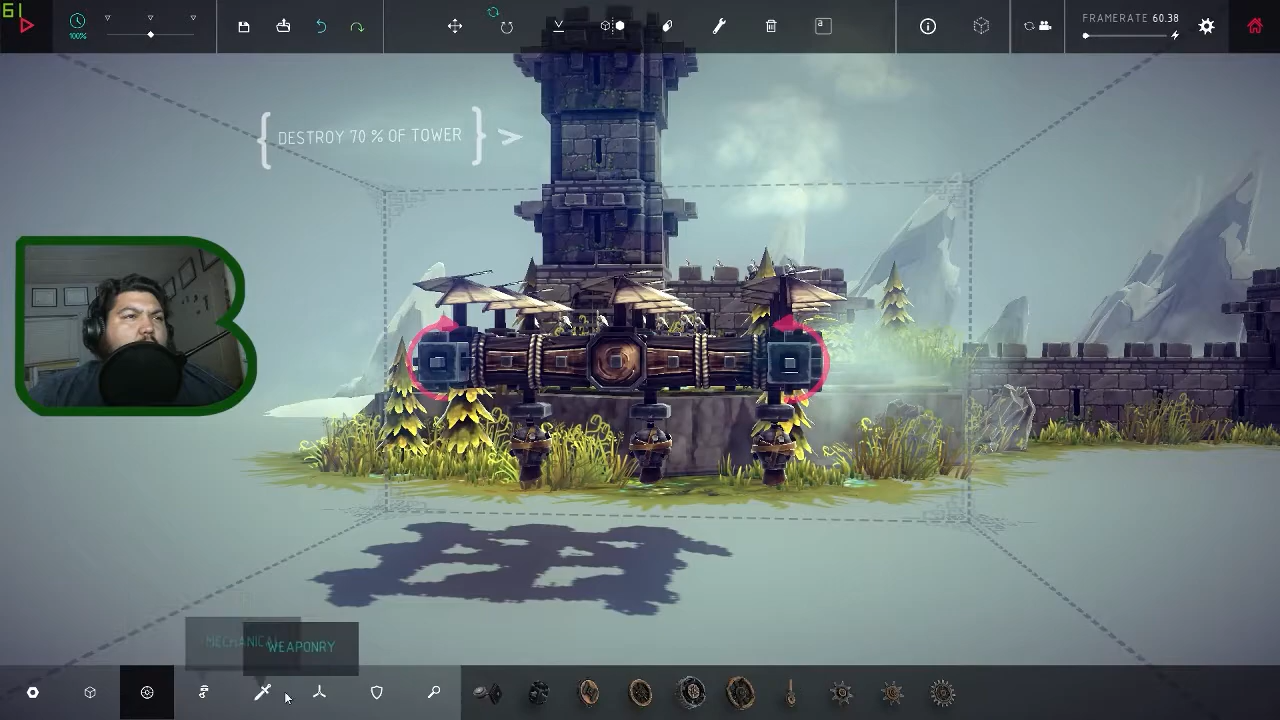 61
100%
a
FRAMERATE 60.38
{ DESTROY 70 % OF TOWER } >
MECHANICAL
WEAPONRY